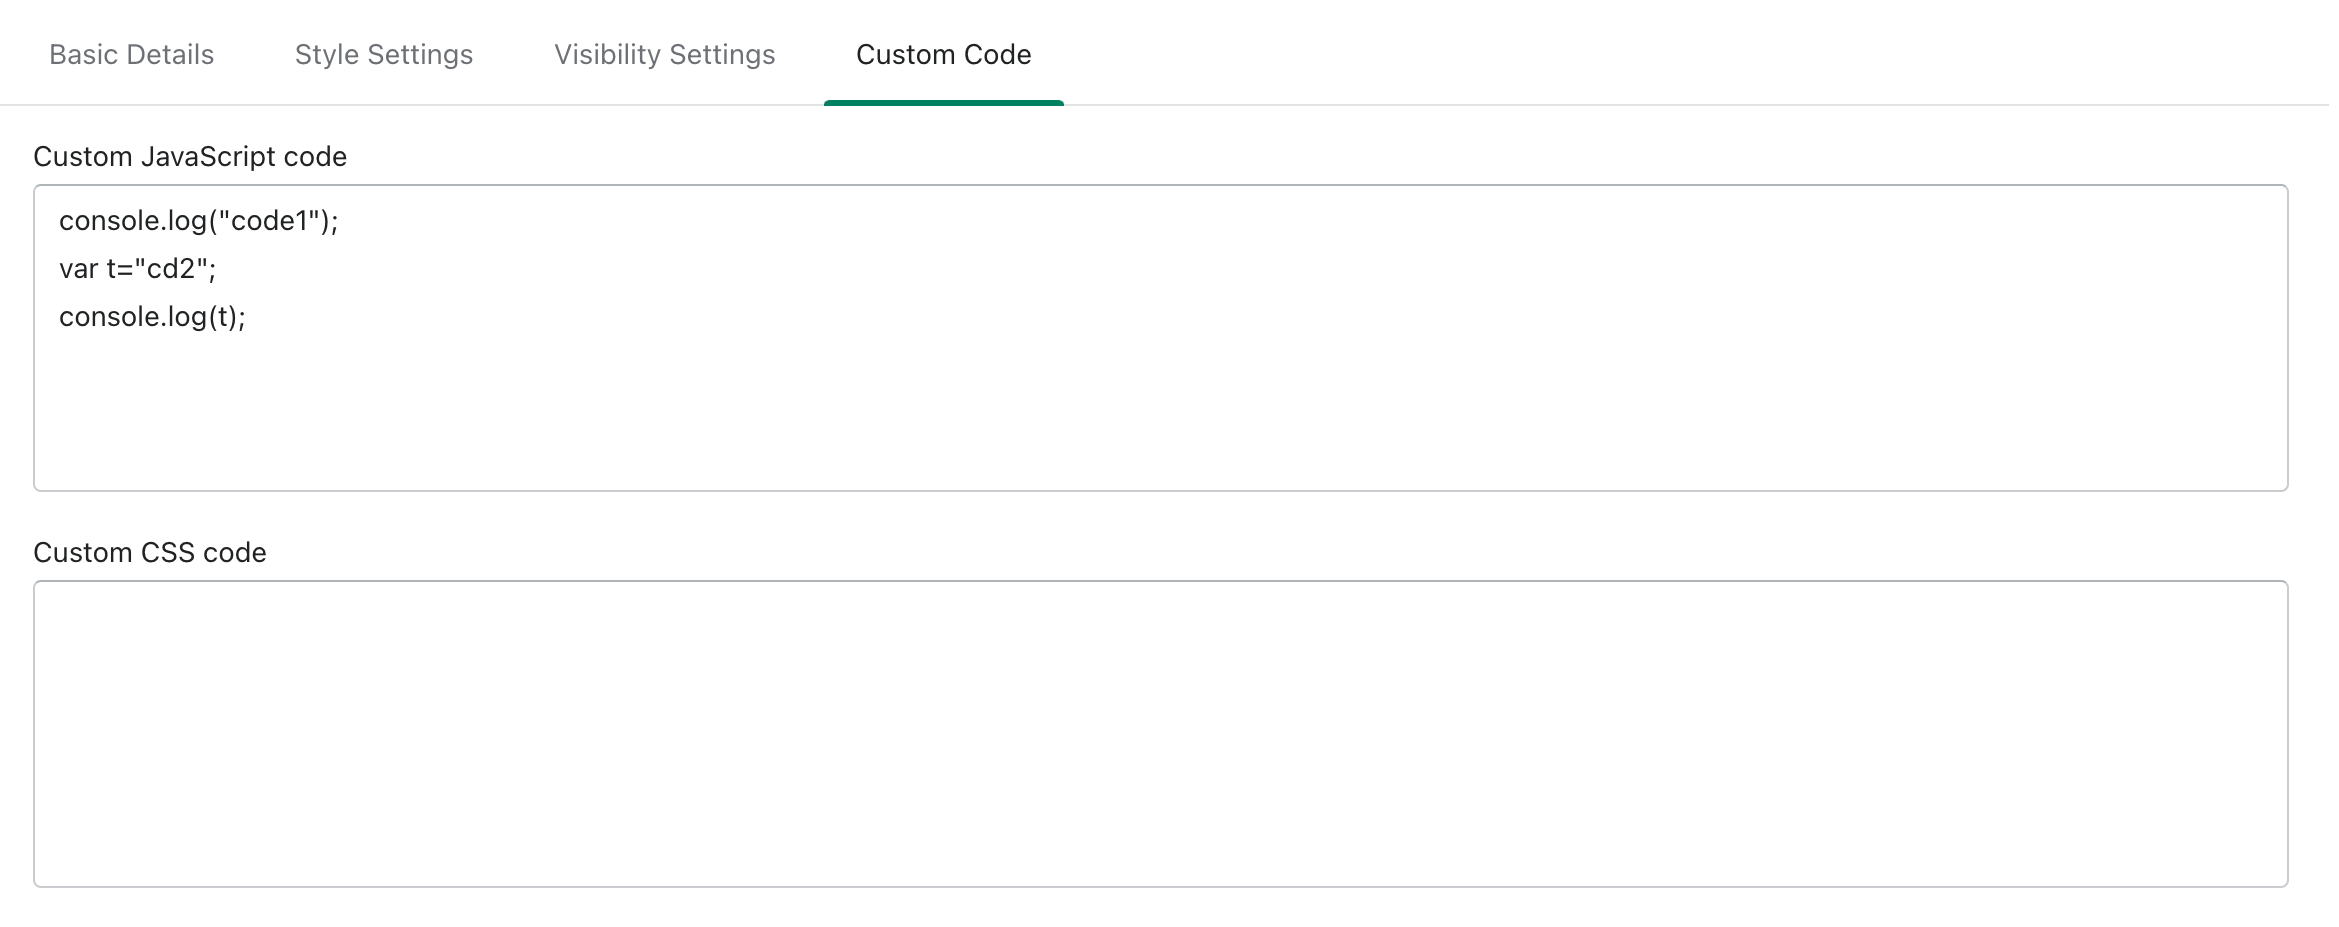 Basic Details Style Settings Visibility Settings Custom Code
Custom JavaScript code
console.log("code1");
var t="cd2";
console.log(t);
Custom CSS code